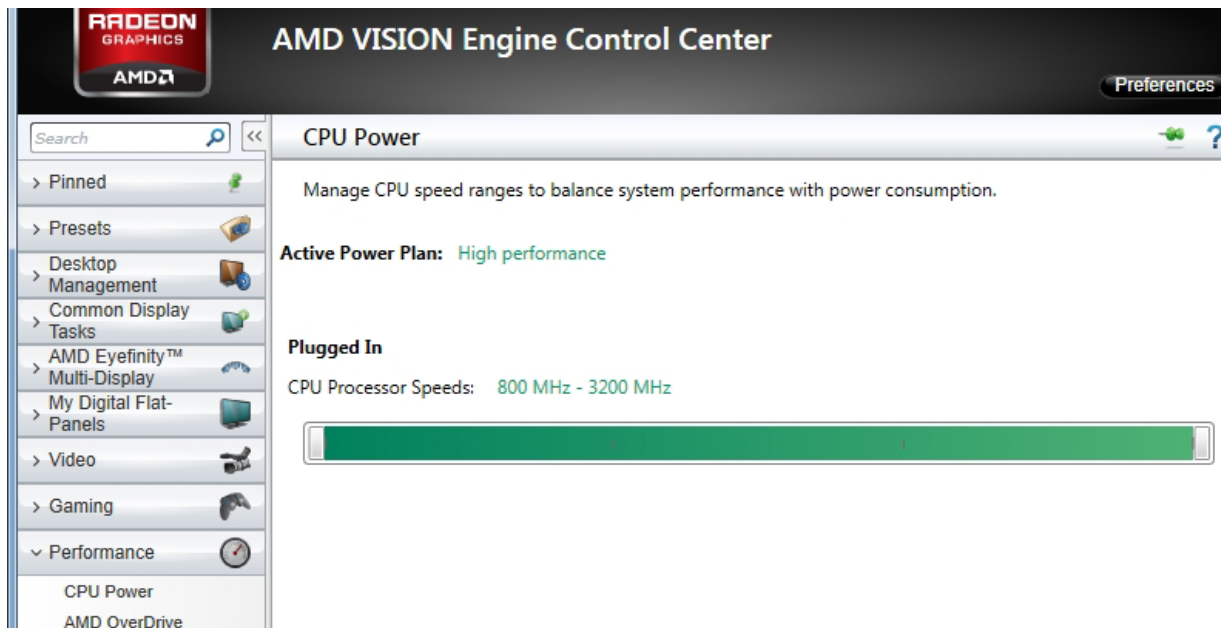 RADEON
GRAPHICS
AMD
AMD VISION Engine Control Center
Preferences
Search
<<
CPU Power
?
> Pinned
Manage CPU speed ranges to balance system performance with power consumption.
> Presets
Active Power Plan: High performance
> Desktop
Management
> Common Display
Tasks
> AMD Eyefinity™
Multi-Display
> My Digital Flat-
Panels
> Video
> Gaming
Performance
CPU Power
AMD OverDrive
Plugged In
CPU Processor Speeds: 800 MHz - 3200 MHz